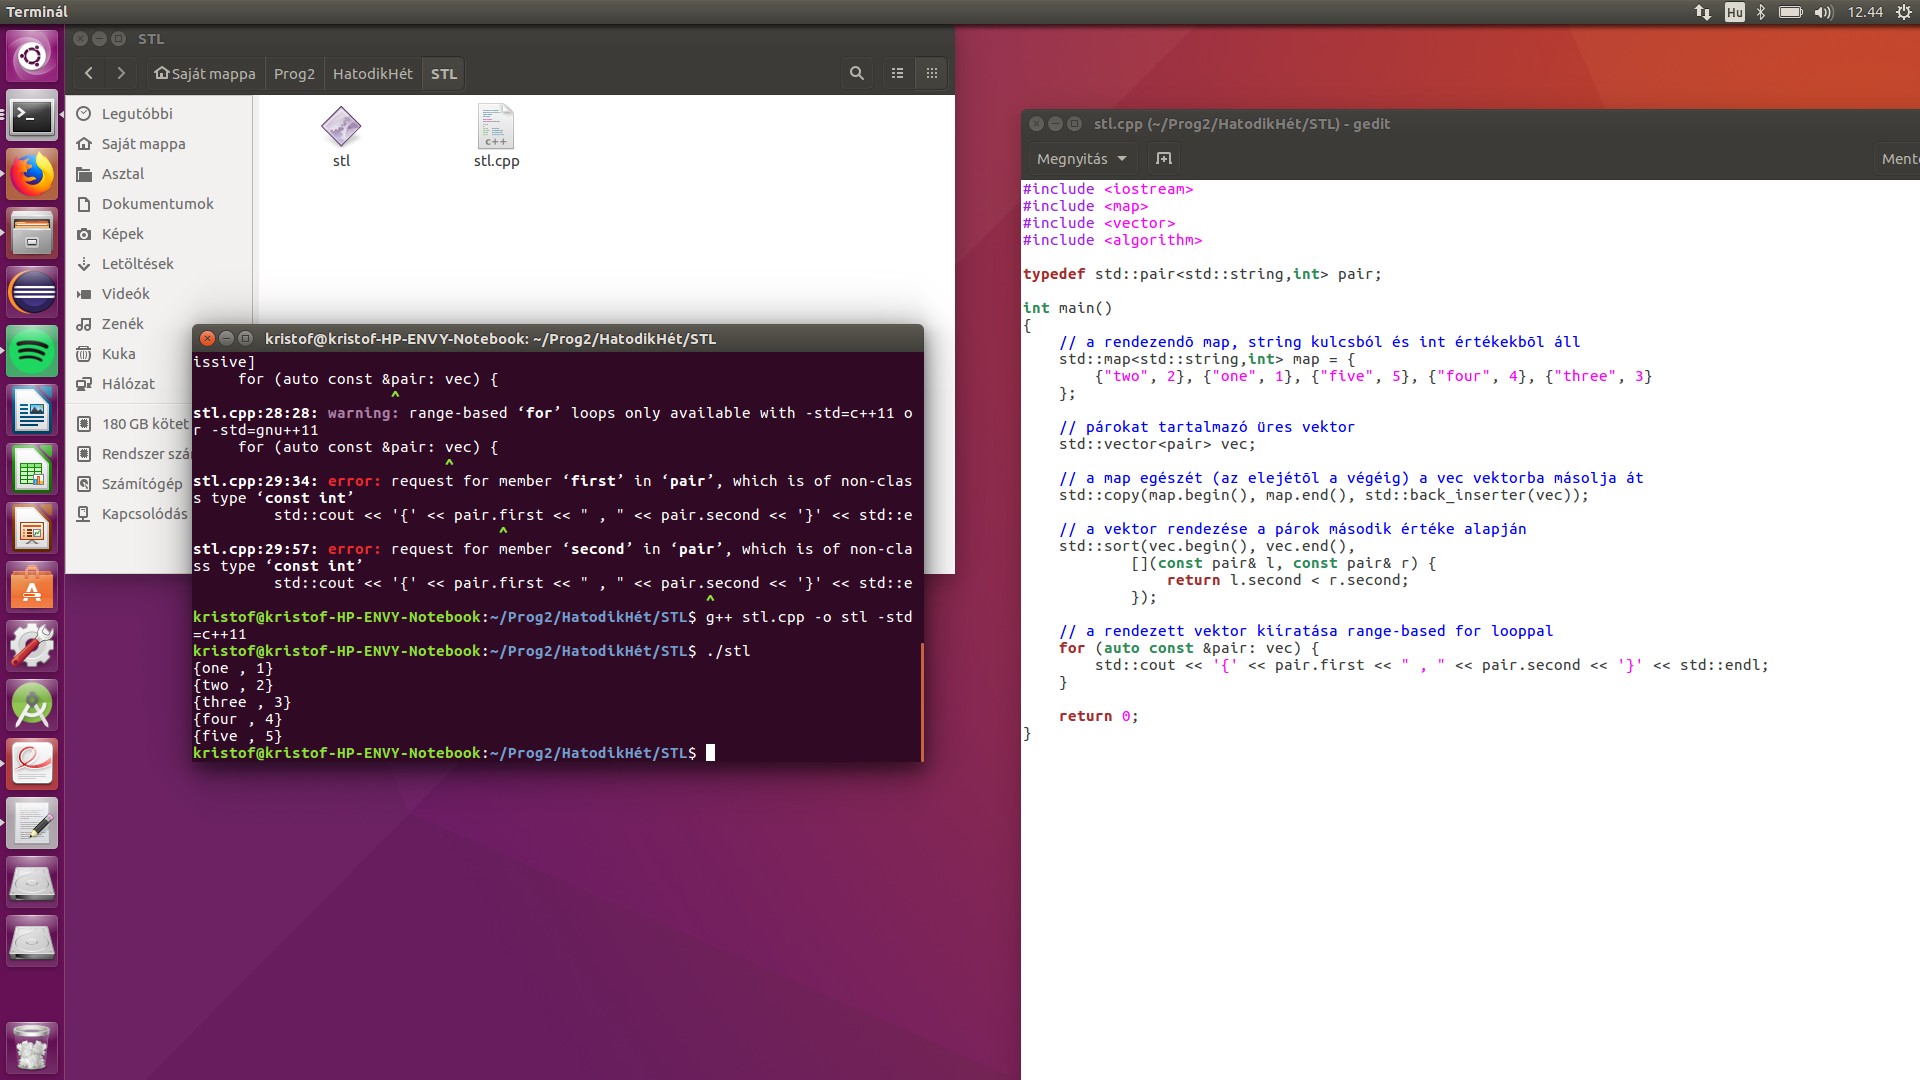 Terminál
Hu
12.44
STL
Saját mappa
Prog2
HatodikHét
STL
Legutóbbi
Saját mappa
Asztal
Dokumentumok
Képek
Letöltések
Videók
Zenék
Kuka
Hálózat
180 GB kötet
Rendszer szá
Számítógép
Kapcsolódás
stl
c++
stl.cpp
kristof@kristof-HP-ENVY-Notebook: ~/Prog2/HatodikHét/STL
issive]
     for (auto const &pair: vec) {
                      ^
stl.cpp:28:28: warning: range-based ‘for’ loops only available with -std=c++11 o
r -std=gnu++11
     for (auto const &pair: vec) {
                            ^
stl.cpp:29:34: error: request for member ‘first’ in ‘pair’, which is of non-clas
s type ‘const int’
         std::cout << '{' << pair.first << " , " << pair.second << '}' << std::e
                                  ^
stl.cpp:29:57: error: request for member ‘second’ in ‘pair’, which is of non-cla
ss type ‘const int’
         std::cout << '{' << pair.first << " , " << pair.second << '}' << std::e
                                                         ^
kristof@kristof-HP-ENVY-Notebook:~/Prog2/HatodikHét/STL$ g++ stl.cpp -o stl -std
=c++11
kristof@kristof-HP-ENVY-Notebook:~/Prog2/HatodikHét/STL$ ./stl
{one , 1}
{two , 2}
{three , 3}
{four , 4}
{five , 5}
kristof@kristof-HP-ENVY-Notebook:~/Prog2/HatodikHét/STL$
stl.cpp (~/Prog2/HatodikHét/STL) - gedit
Megnyitás
Ment
#include <iostream>
#include <map>
#include <vector>
#include <algorithm>
typedef std::pair<std::string,int> pair;
int main()
{
    // a rendezendõ map, string kulcsból és int értékekbõl áll
    std::map<std::string,int> map = {
        {"two", 2}, {"one", 1}, {"five", 5}, {"four", 4}, {"three", 3}
    };
    // párokat tartalmazó üres vektor
    std::vector<pair> vec;
    // a map egészét (az elejétõl a végéig) a vec vektorba másolja át
    std::copy(map.begin(), map.end(), std::back_inserter(vec));
    // a vektor rendezése a párok második értéke alapján
    std::sort(vec.begin(), vec.end(),
            [](const pair& l, const pair& r) {
                return l.second < r.second;
            });
    // a rendezett vektor kiíratása range-based for looppal
    for (auto const &pair: vec) {
        std::cout << '{' << pair.first << " , " << pair.second << '}' << std::endl;
    }
    return 0;
}